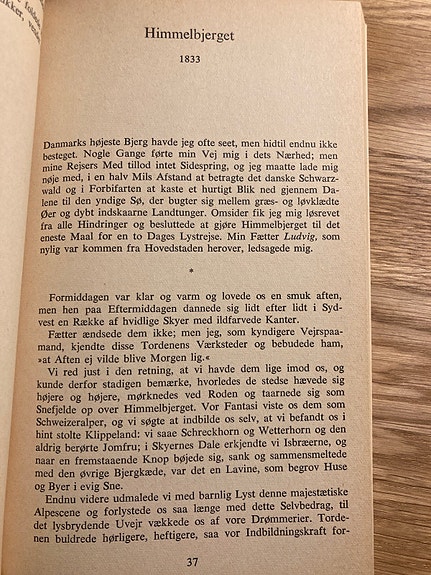 Himmelbjerget
1833
Danmarks højeste Bjerg havde jeg ofte seet, men hidtil endnu ikke
besteget. Nogle Gange førte min Vej mig i dets Nærhed; men
mine Rejsers Med tillod intet Sidespring, og jeg maatte lade mig
nøje med, i en halv Mils Afstand at betragte det danske Schwarz-
wald og i Forbifarten at kaste et hurtigt Blik ned gjennem Da-
lene til den yndige Sø, der bugter sig mellem græs- og løvklædte
Øer og dybt indskaarne Landtunger. Omsider fik jeg mig løsrevet
fra alle Hindringer og besluttede at gjøre Himmelbjerget til det
eneste Maal for en to Dages Lystrejse. Min Fætter Ludvig, som
nylig var kommen fra Hovedstaden herover, ledsagede mig.
*
Formiddagen var klar og varm og lovede os en smuk aften,
men hen paa Eftermiddagen dannede sig lidt efter lidt i Syd-
vest en Række af hvidlige Skyer med ildfarvede Kanter.
Fætter ændsede dem ikke; men jeg, som kyndigere Vejrspaa-
mand, kjendte disse Tordenens Værksteder og bebudede ham,
»at Aften ej vilde blive Morgen lig.«
Vi red just i den retning, at vi havde dem lige imod os, og
kunde derfor stadigen bemærke, hvorledes de stedse hævede sig
højere og højere, mørknedes ved Roden og taarnede sig som
Snefjelde op over Himmelbjerget. Vor Fantasi viste os dem som
Schweizeralper, og vi søgte at indbilde os selv, at vi befandt os i
hint stolte Klippeland: vi saae Schreckhorn og Wetterhorn og den
aldrig berørte Jomfru; i Skyernes Dale erkjendte vi Isbræerne, og
naar en fremstaaende Knop bøjede sig, sank og sammensmeltede
med den øvrige Bjergkæde, var det en Lavine, som begrov Huse
og Byer i evig Sne.
Endnu videre udmalede vi med barnlig Lyst denne majestætiske
Alpescene og forlystede os saa længe med dette Selvbedrag, til
det lysbrydende Uvejr vækkede os af vore Drømmerier. Torde-
nen buldrede hørligere, heftigere, saa vor Indbildningskraft for-
37